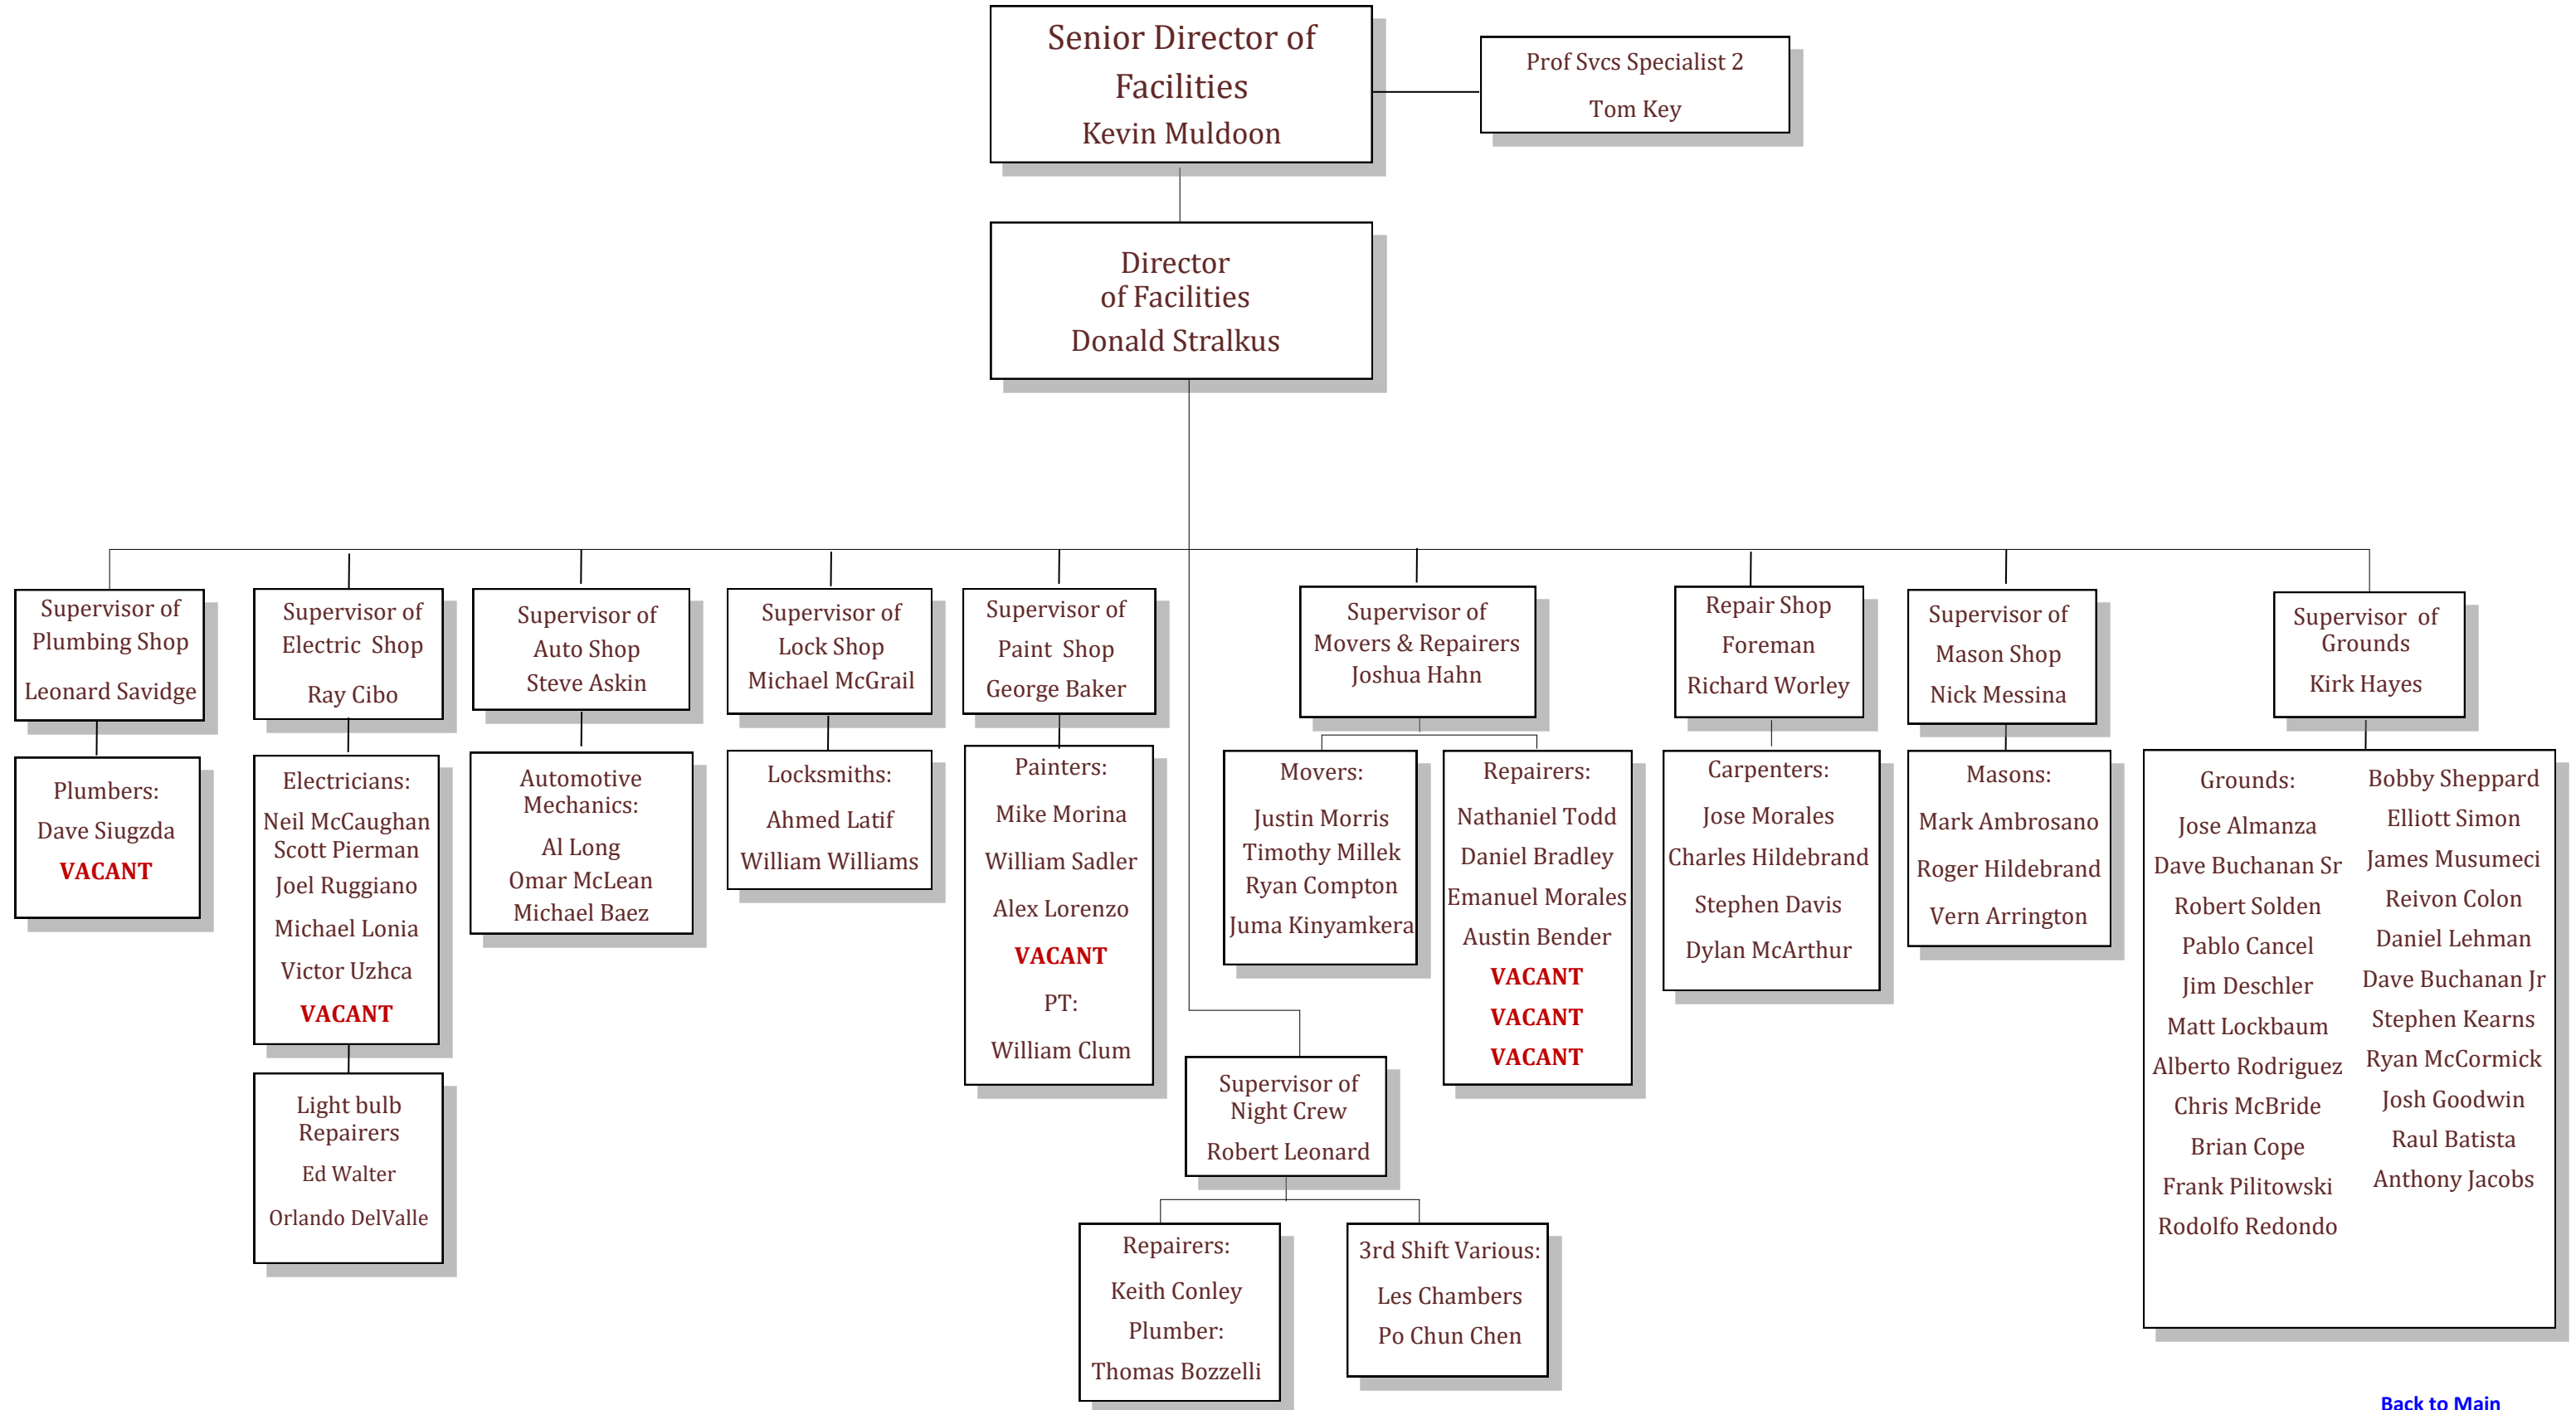 Senior Director of
Facilities
Kevin Muldoon
Prof Svcs Specialist 2
Tom Key
Director
of Facilities
Donald Stralkus
Supervisor of
Plumbing Shop
Leonard Savidge
Plumbers:
Dave Siugzda
VACANT
Supervisor of
Electric Shop
Ray Cibo
Electricians:
Neil McCaughan
Scott Pierman
Joel Ruggiano
Michael Lonia
Victor Uzhca
VACANT
Light bulb
Repairers
Ed Walter
Orlando DelValle
Supervisor of
Auto Shop
Steve Askin
Automotive
Mechanics:
Al Long
Omar McLean
Michael Baez
Supervisor of
Lock Shop
Michael McGrail
Locksmiths:
Ahmed Latif
William Williams
Supervisor of
Paint Shop
George Baker
Painters:
Mike Morina
William Sadler
Alex Lorenzo
VACANT
PT:
William Clum
Supervisor of
Night Crew
Robert Leonard
Repairers:
Keith Conley
Plumber:
Thomas Bozzelli
3rd Shift Various:
Les Chambers
Po Chun Chen
Supervisor of
Movers & Repairers
Joshua Hahn
Movers:
Justin Morris
Timothy Millek
Ryan Compton
Juma Kinyamkera
Repairers:
Nathaniel Todd
Daniel Bradley
Emanuel Morales
Austin Bender
VACANT
VACANT
VACANT
Repair Shop
Foreman
Richard Worley
Carpenters:
Jose Morales
Charles Hildebrand
Stephen Davis
Dylan McArthur
Supervisor of
Mason Shop
Nick Messina
Masons:
Mark Ambrosano
Roger Hildebrand
Vern Arrington
Supervisor of
Grounds
Kirk Hayes
Grounds:
Jose Almanza
Dave Buchanan Sr
Robert Solden
Pablo Cancel
Jim Deschler
Matt Lockbaum
Alberto Rodriguez
Chris McBride
Brian Cope
Frank Pilitowski
Rodolfo Redondo
Bobby Sheppard
Elliott Simon
James Musumeci
Reivon Colon
Daniel Lehman
Dave Buchanan Jr
Stephen Kearns
Ryan McCormick
Josh Goodwin
Raul Batista
Anthony Jacobs
Back to Main